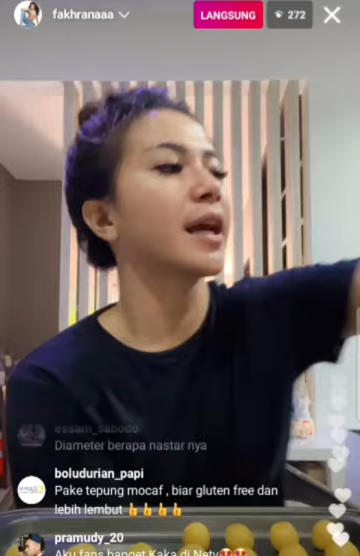 fakhranaaa
LANGSUNG
272
essam_sabodo
Diameter berapa nastar nya
boludurian_papi
Pake tepung mocaf , biar gluten free dan
lebih lembut 👍👍👍👍
pramudy_20
Aku fans banget Kaka di Netv